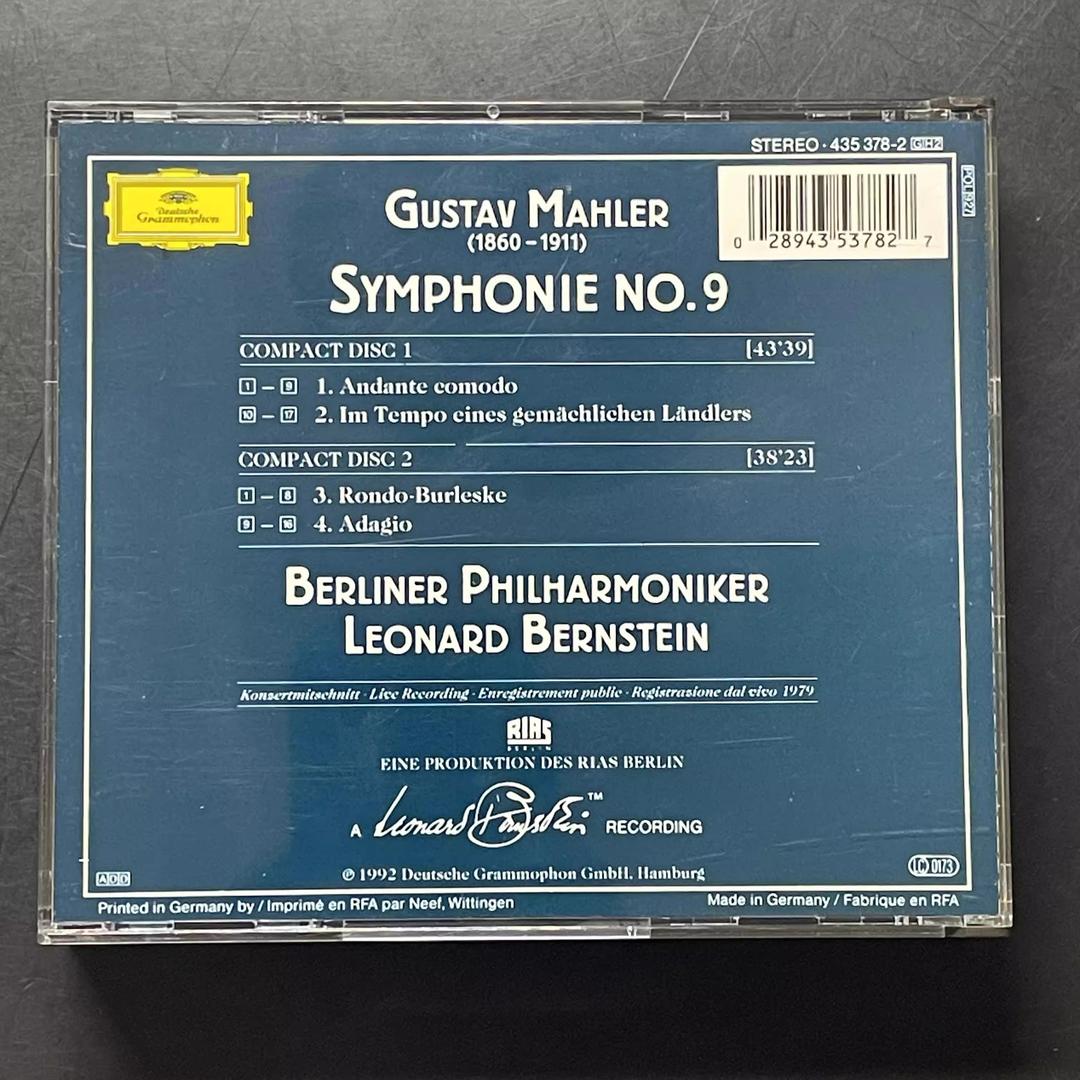 STEREO · 435 378-2 GH2
Deutsche
Grammophon
GUSTAV MAHLER
(1860–1911)
0 28943 53782 7
POL 927
SYMPHONIE NO. 9
COMPACT DISC 1 [43'39]
1 – 9 1. Andante comodo
10 – 17 2. Im Tempo eines gemächlichen Ländlers
COMPACT DISC 2 [38'23]
1 – 8 3. Rondo-Burleske
9 – 16 4. Adagio
BERLINER PHILHARMONIKER
LEONARD BERNSTEIN
Konzertmitschnitt · Live Recording · Enregistrement public · Registrazione dal vivo 1979
RIAS
BERLIN
EINE PRODUKTION DES RIAS BERLIN
A Leonard Bernstein™ RECORDING
℗ 1992 Deutsche Grammophon GmbH, Hamburg
ADD
LC 0173
Printed in Germany by / Imprimé en RFA par Neef, Wittingen
Made in Germany / Fabrique en RFA